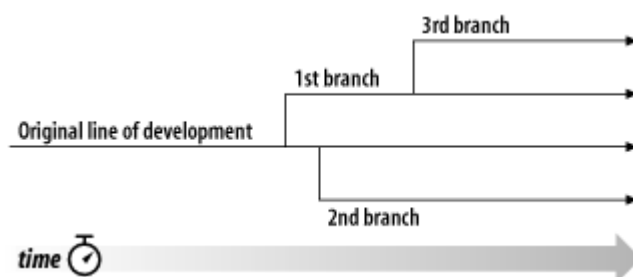 3rd branch
1st branch
Original line of development
2nd branch
time